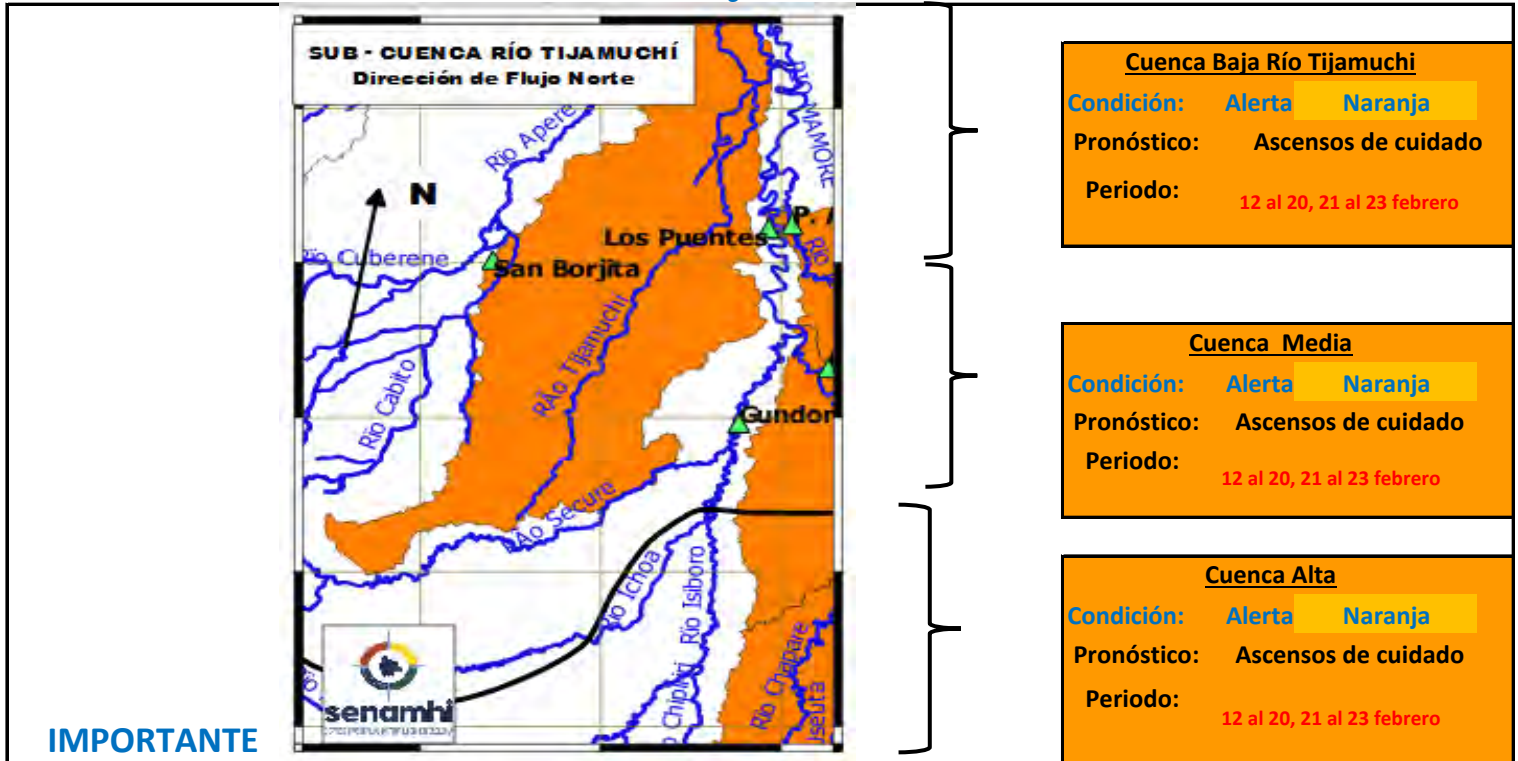 SUB - CUENCA RÍO TIJAMUCHÍ
Dirección de Flujo Norte
Río Apere
RIO MAMORE
N
Los Puentes
P. A
Río
Río Cuberene
San Borjita
RÃo Tijamuchi
Río Cabito
Gundor
RÃo Secure
Río Ichoa
Río Isiboro
Chipiriri
Río Chapare
senamhi
IMPORTANTE
Cuenca Baja Río Tijamuchi
Condición: Alerta Naranja
Pronóstico: Ascensos de cuidado
Periodo: 12 al 20, 21 al 23 febrero
Cuenca Media
Condición: Alerta Naranja
Pronóstico: Ascensos de cuidado
Periodo: 12 al 20, 21 al 23 febrero
Cuenca Alta
Condición: Alerta Naranja
Pronóstico: Ascensos de cuidado
Periodo: 12 al 20, 21 al 23 febrero